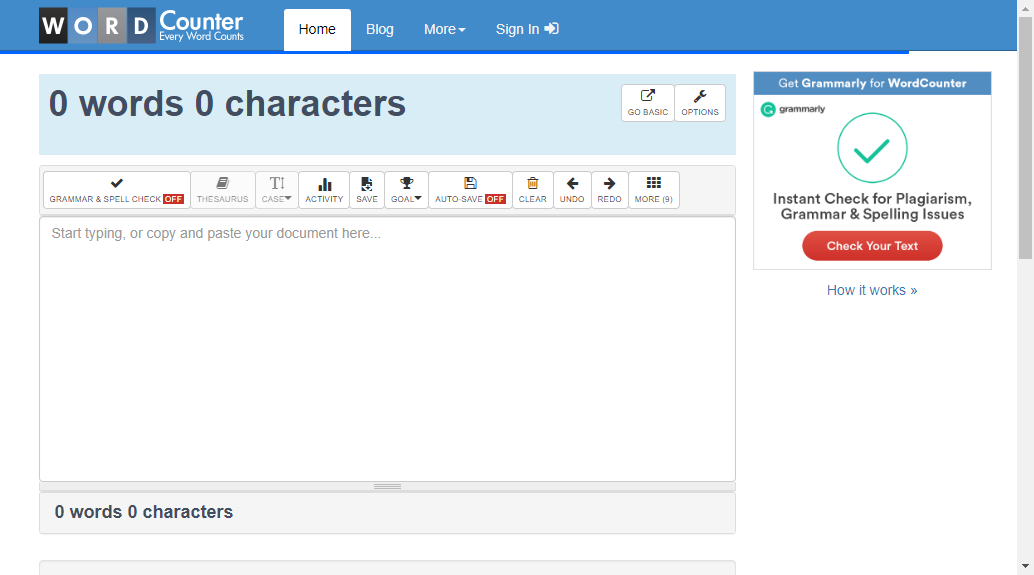 WORD Counter
Every Word Counts
Home
Blog
More
Sign In
0 words 0 characters
GO BASIC
OPTIONS
GRAMMAR & SPELL CHECK OFF
THESAURUS
CASE
ACTIVITY
SAVE
GOAL
AUTO-SAVE OFF
CLEAR
UNDO
REDO
MORE (9)
Start typing, or copy and paste your document here...
0 words 0 characters
Get Grammarly for WordCounter
grammarly
Instant Check for Plagiarism,
Grammar & Spelling Issues
Check Your Text
How it works »